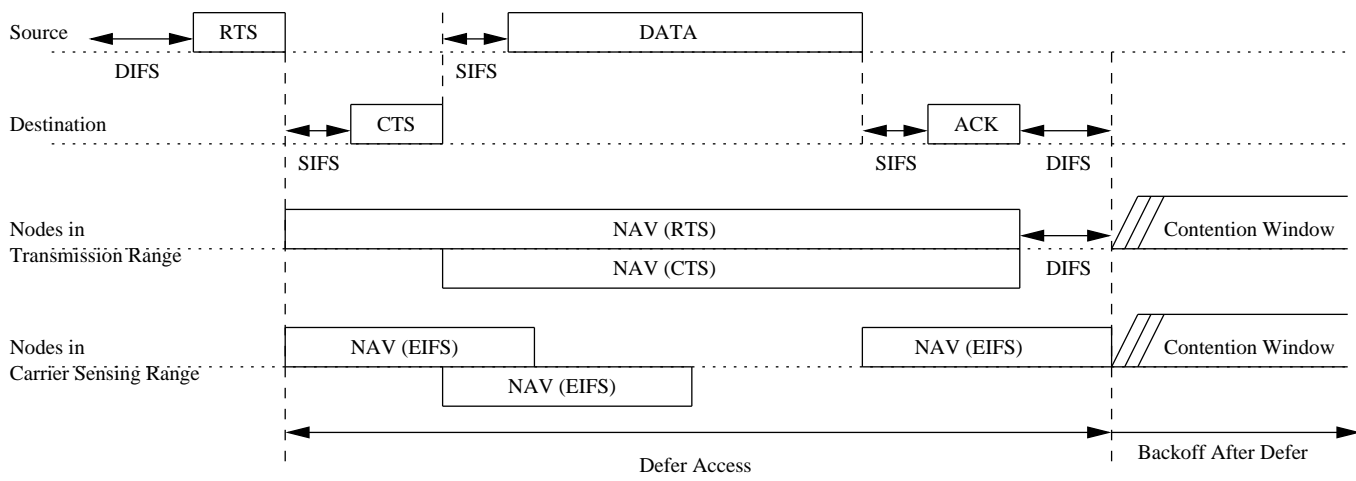 Source
RTS
DATA
DIFS
SIFS
Destination
CTS
ACK
SIFS
SIFS
DIFS
Nodes in
Transmission Range
NAV (RTS)
Contention Window
NAV (CTS)
DIFS
Nodes in
Carrier Sensing Range
NAV (EIFS)
NAV (EIFS)
Contention Window
NAV (EIFS)
Defer Access
Backoff After Defer